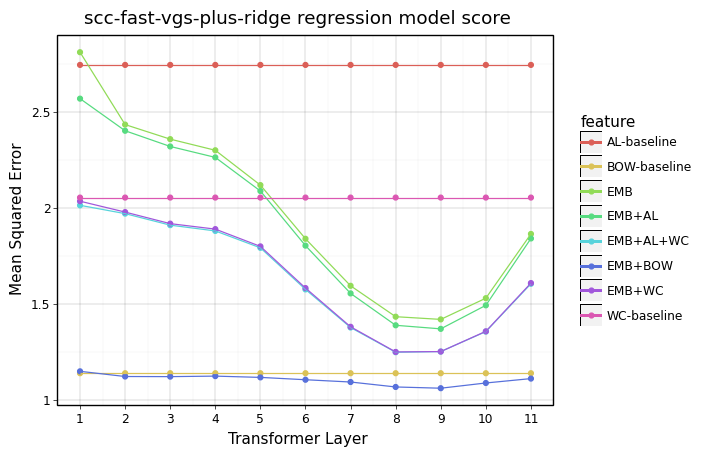 scc-fast-vgs-plus-ridge regression model score
Mean Squared Error
2.5
2
1.5
1
1 2 3 4 5 6 7 8 9 10 11
Transformer Layer
feature
AL-baseline
BOW-baseline
EMB
EMB+AL
EMB+AL+WC
EMB+BOW
EMB+WC
WC-baseline